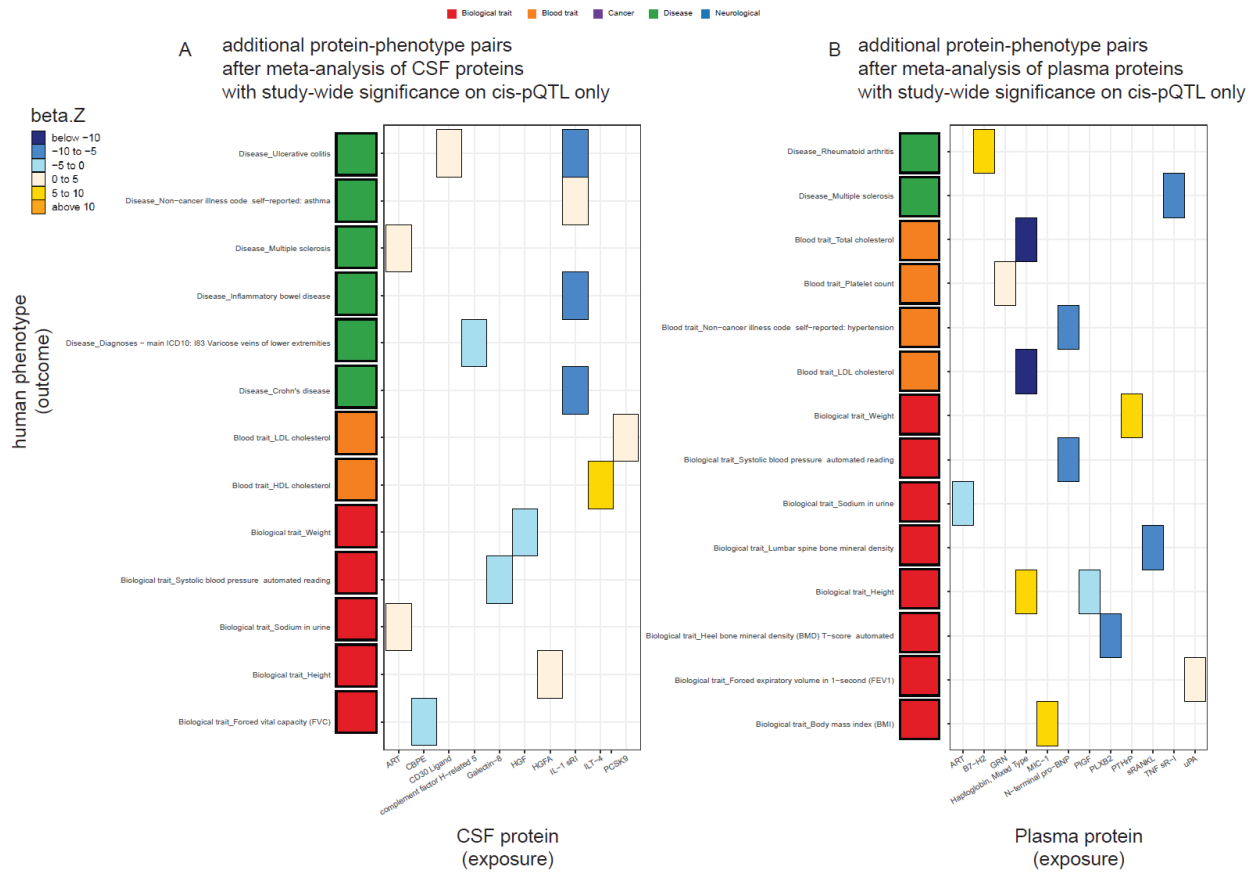 Biological trait Blood trait Cancer Disease Neurological
A additional protein-phenotype pairs
after meta-analysis of CSF proteins
with study-wide significance on cis-pQTL only
B additional protein-phenotype pairs
after meta-analysis of plasma proteins
with study-wide significance on cis-pQTL only
beta.Z
below −10
−10 to −5
−5 to 0
0 to 5
5 to 10
above 10
human phenotype
(outcome)
Disease_Ulcerative colitis
Disease_Non−cancer illness code self−reported: asthma
Disease_Multiple sclerosis
Disease_Inflammatory bowel disease
Disease_Diagnoses − main ICD10: I83 Varicose veins of lower extremities
Disease_Crohn's disease
Blood trait_LDL cholesterol
Blood trait_HDL cholesterol
Biological trait_Weight
Biological trait_Systolic blood pressure automated reading
Biological trait_Sodium in urine
Biological trait_Height
Biological trait_Forced vital capacity (FVC)
ART
CBPE
CD30 Ligand
complement factor H−related 5
Galectin−8
HGF
HGFA
IL−1 sRI
ILT−4
PCSK9
CSF protein
(exposure)
Disease_Rheumatoid arthritis
Disease_Multiple sclerosis
Blood trait_Total cholesterol
Blood trait_Platelet count
Blood trait_Non−cancer illness code self−reported: hypertension
Blood trait_LDL cholesterol
Biological trait_Weight
Biological trait_Systolic blood pressure automated reading
Biological trait_Sodium in urine
Biological trait_Lumbar spine bone mineral density
Biological trait_Height
Biological trait_Heel bone mineral density (BMD) T−score automated
Biological trait_Forced expiratory volume in 1−second (FEV1)
Biological trait_Body mass index (BMI)
ART
B7−H2
GRN
Haptoglobin, Mixed Type
MIC−1
N−terminal pro−BNP
PlGF
PLXB2
PTHrP
sRANKL
TNF sR−I
uPA
Plasma protein
(exposure)